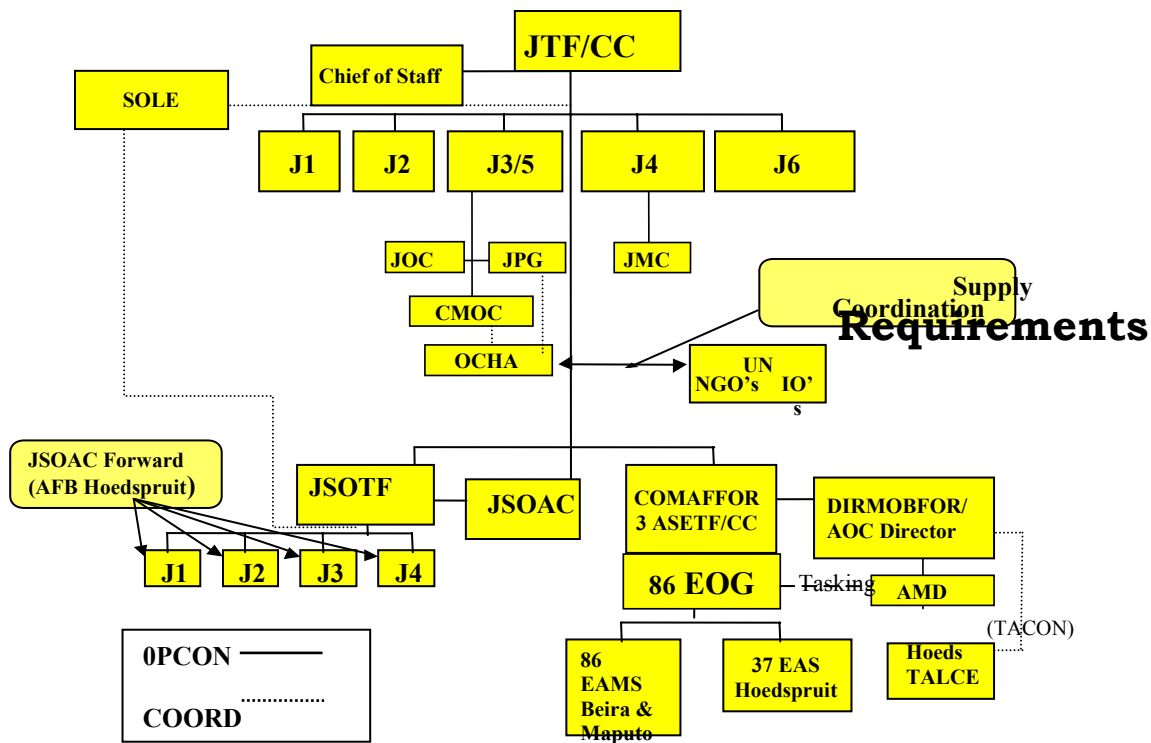 JTF/CC
Chief of Staff
SOLE
J1
J2
J3/5
J4
J6
JOC
JPG
JMC
CMOC
OCHA
Supply
Coordination
Requirements
UN
NGO's IO'
s
JSOAC Forward
(AFB Hoedspruit)
JSOTF
JSOAC
COMAFFOR
3 ASETF/CC
DIRMOBFOR/
AOC Director
J1
J2
J3
J4
86 EOG
Tasking
AMD
(TACON)
Hoeds
TALCE
86
EAMS
Beira &
Maputo
37 EAS
Hoedspruit
0PCON
COORD